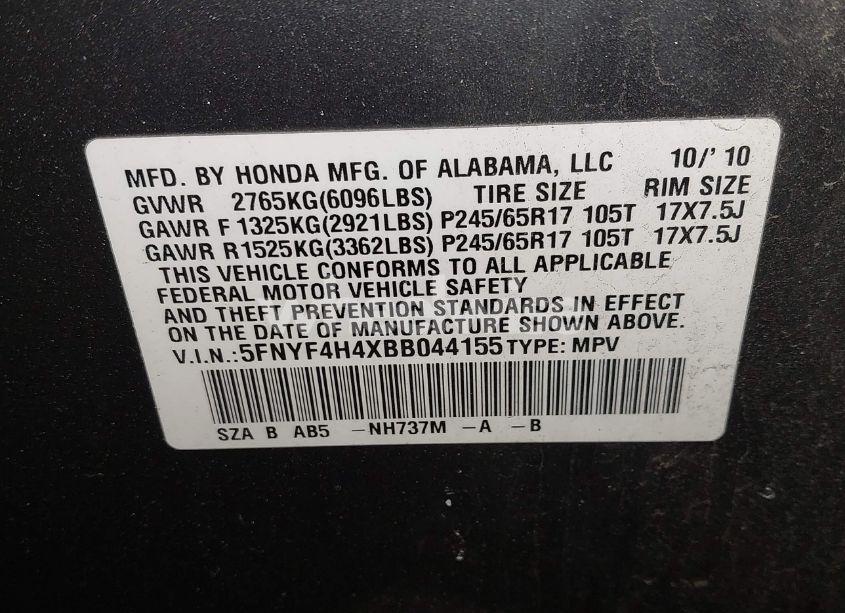 MFD. BY HONDA MFG. OF ALABAMA, LLC 10/' 10
GVWR 2765KG(6096LBS) TIRE SIZE RIM SIZE
GAWR F 1325KG(2921LBS) P245/65R17 105T 17X7.5J
GAWR R1525KG(3362LBS) P245/65R17 105T 17X7.5J
THIS VEHICLE CONFORMS TO ALL APPLICABLE
FEDERAL MOTOR VEHICLE SAFETY
AND THEFT PREVENTION STANDARDS IN EFFECT
ON THE DATE OF MANUFACTURE SHOWN ABOVE.
V.I.N.:5FNYF4H4XBB044155 TYPE: MPV
SZA B AB5 –NH737M –A –B